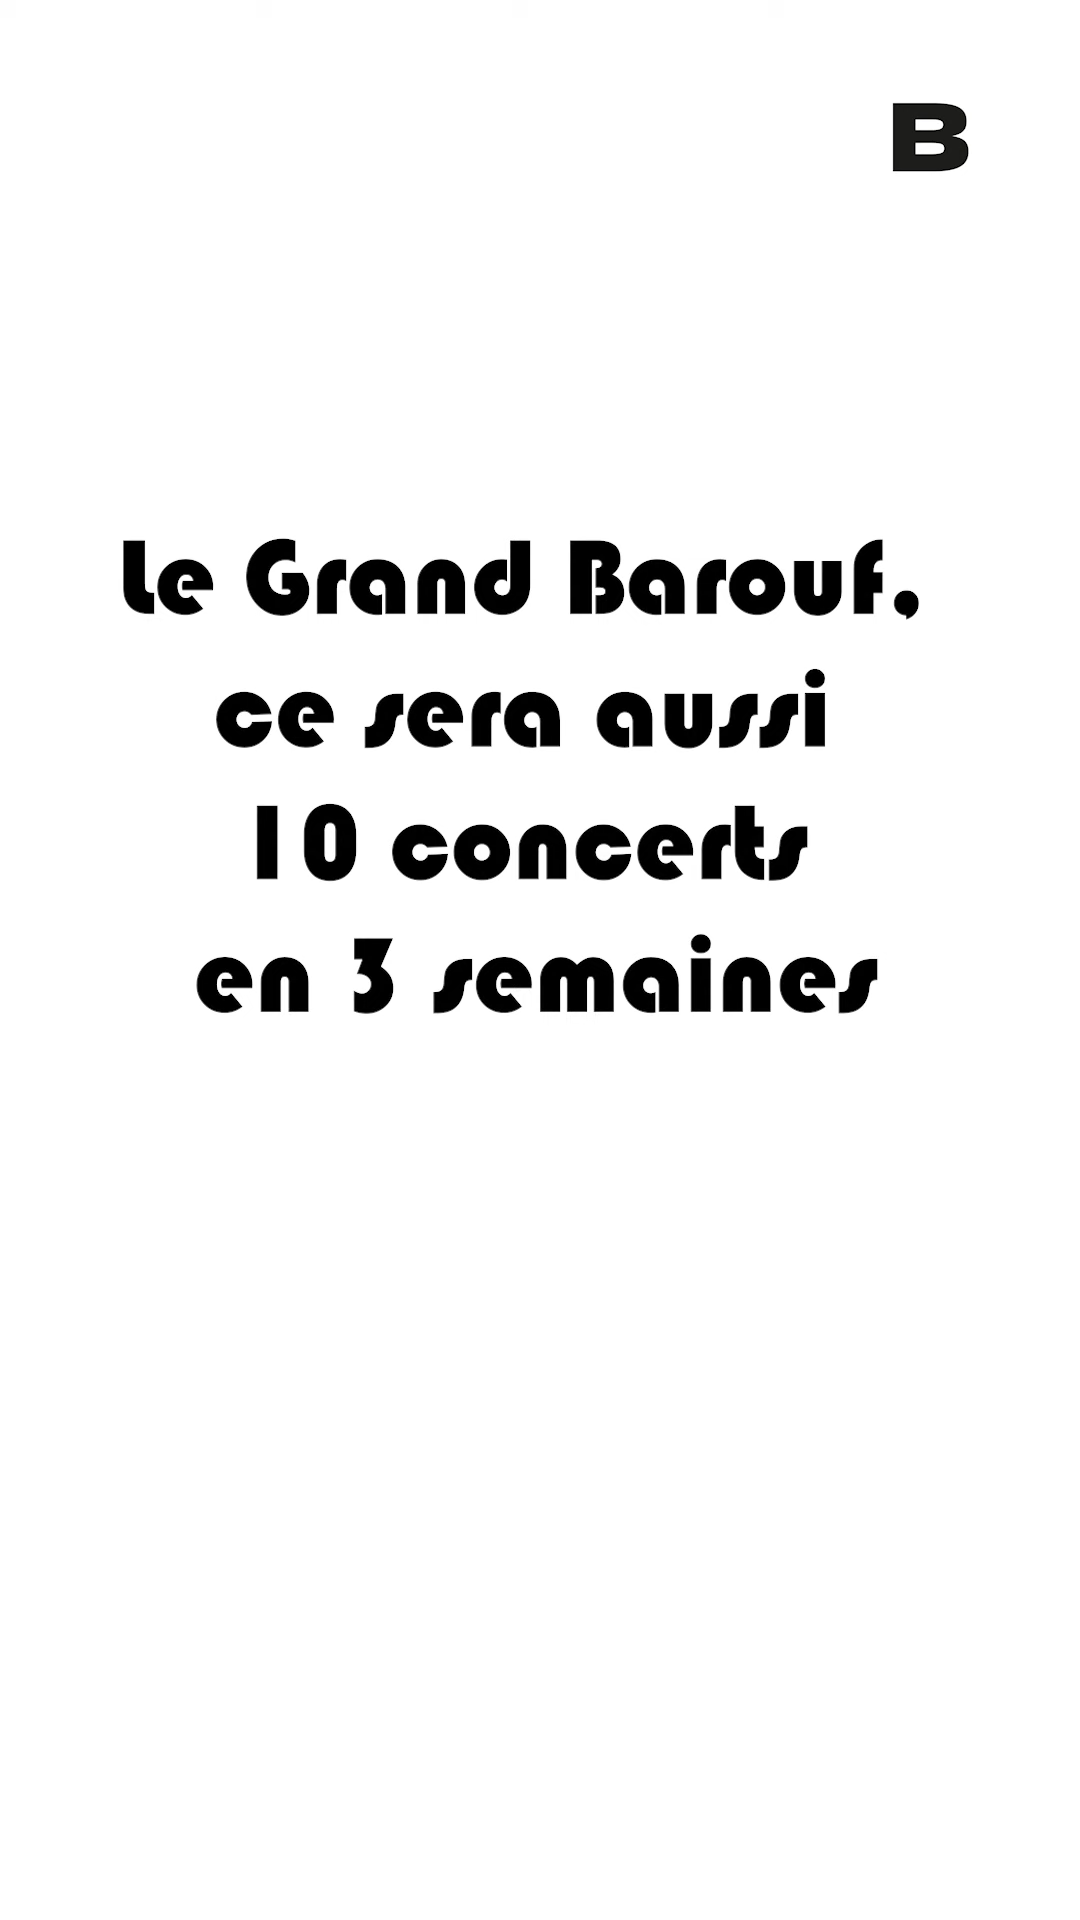 B
Le Grand Barouf,
ce sera aussi
10 concerts
en 3 semaines